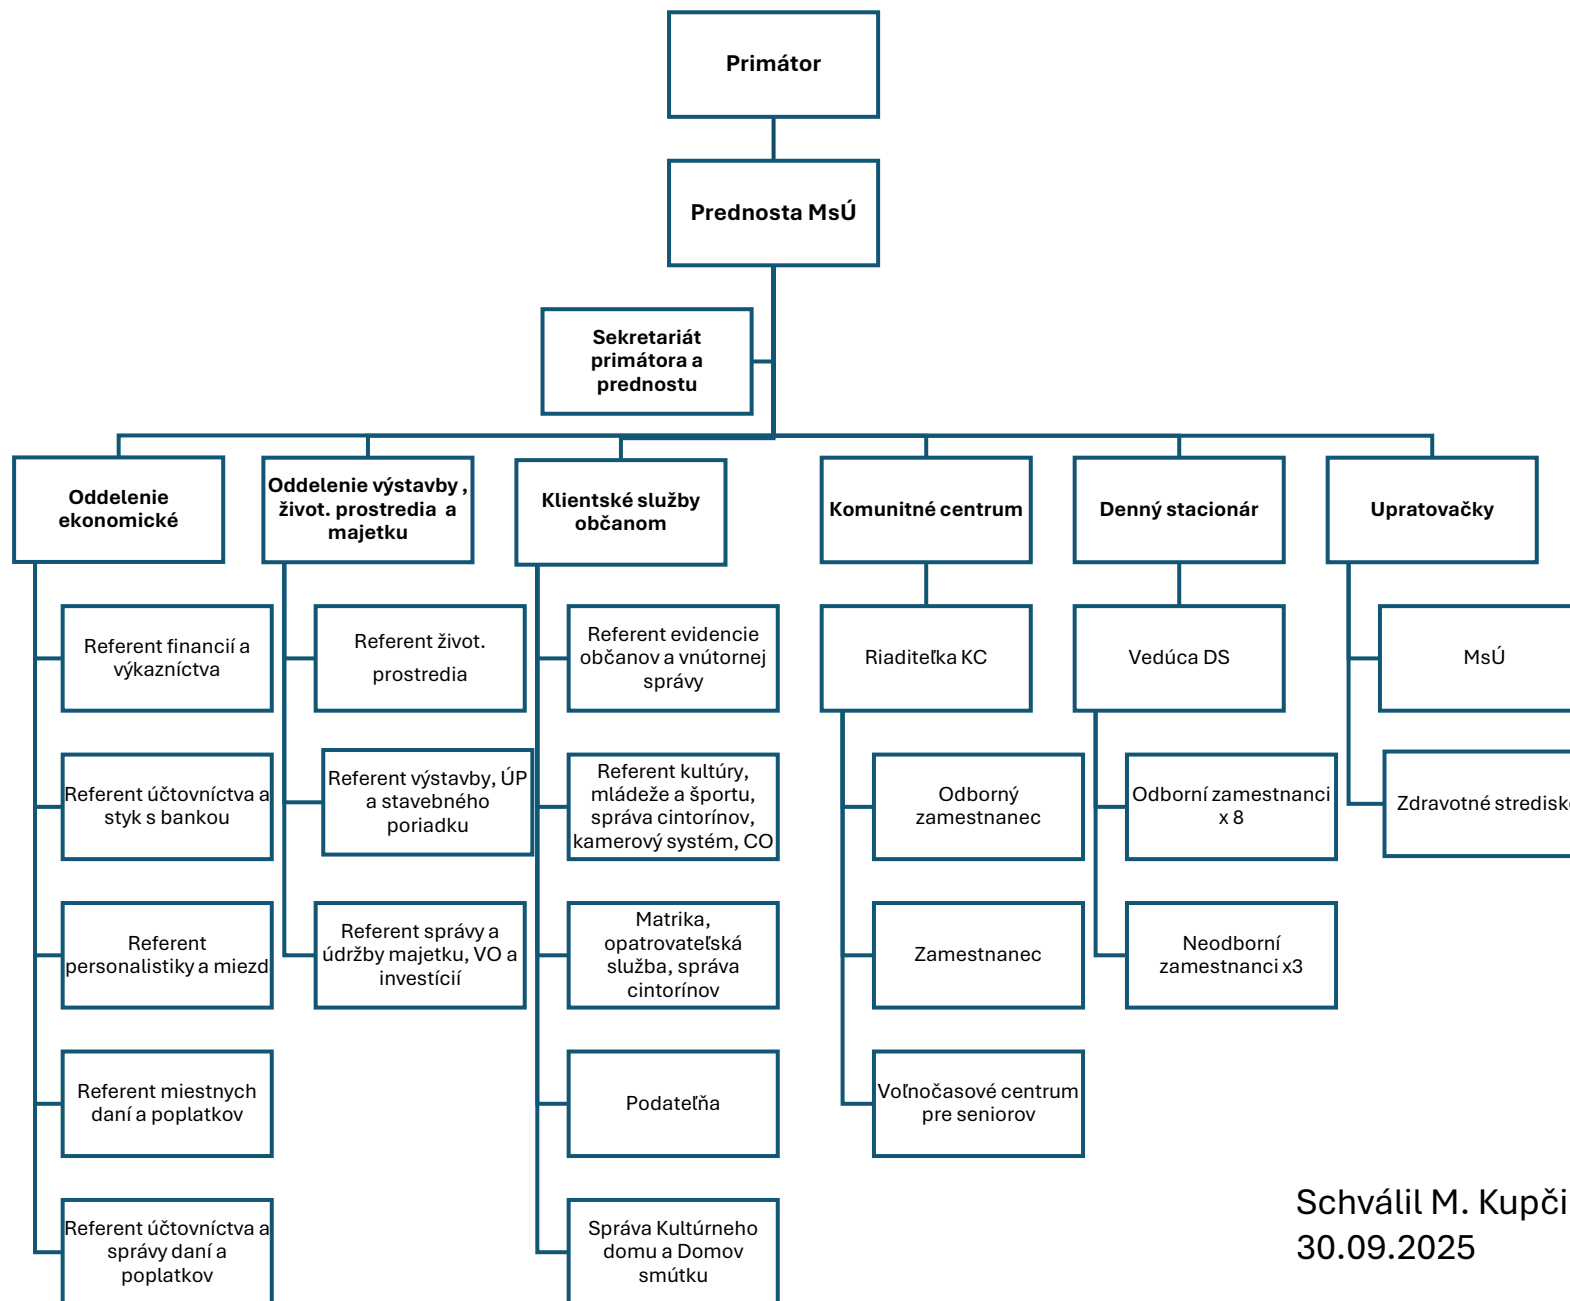 Primátor
Prednosta MsÚ
Sekretariát
primátora a
prednostu
Oddelenie
ekonomické
Oddelenie výstavby ,
život. prostredia a
majetku
Klientské služby
občanom
Komunitné centrum
Denný stacionár
Upratovačky
Referent financií a
výkazníctva
Referent život.
prostredia
Referent evidencie
občanov a vnútornej
správy
Riaditeľka KC
Vedúca DS
MsÚ
Referent účtovníctva a
styk s bankou
Referent výstavby, ÚP
a stavebného
poriadku
Referent kultúry,
mládeže a športu,
správa cintorínov,
kamerový systém, CO
Odborný
zamestnanec
Odborní zamestnanci
x 8
Zdravotné stredisko
Referent
personalistiky a miezd
Referent správy a
údržby majetku, VO a
investícií
Matrika,
opatrovateľská
služba, správa
cintorínov
Zamestnanec
Neodborní
zamestnanci x3
Referent miestnych
daní a poplatkov
Podateľňa
Voľnočasové centrum
pre seniorov
Referent účtovníctva a
správy daní a
poplatkov
Správa Kultúrneho
domu a Domov
smútku
Schválil M. Kupči
30.09.2025